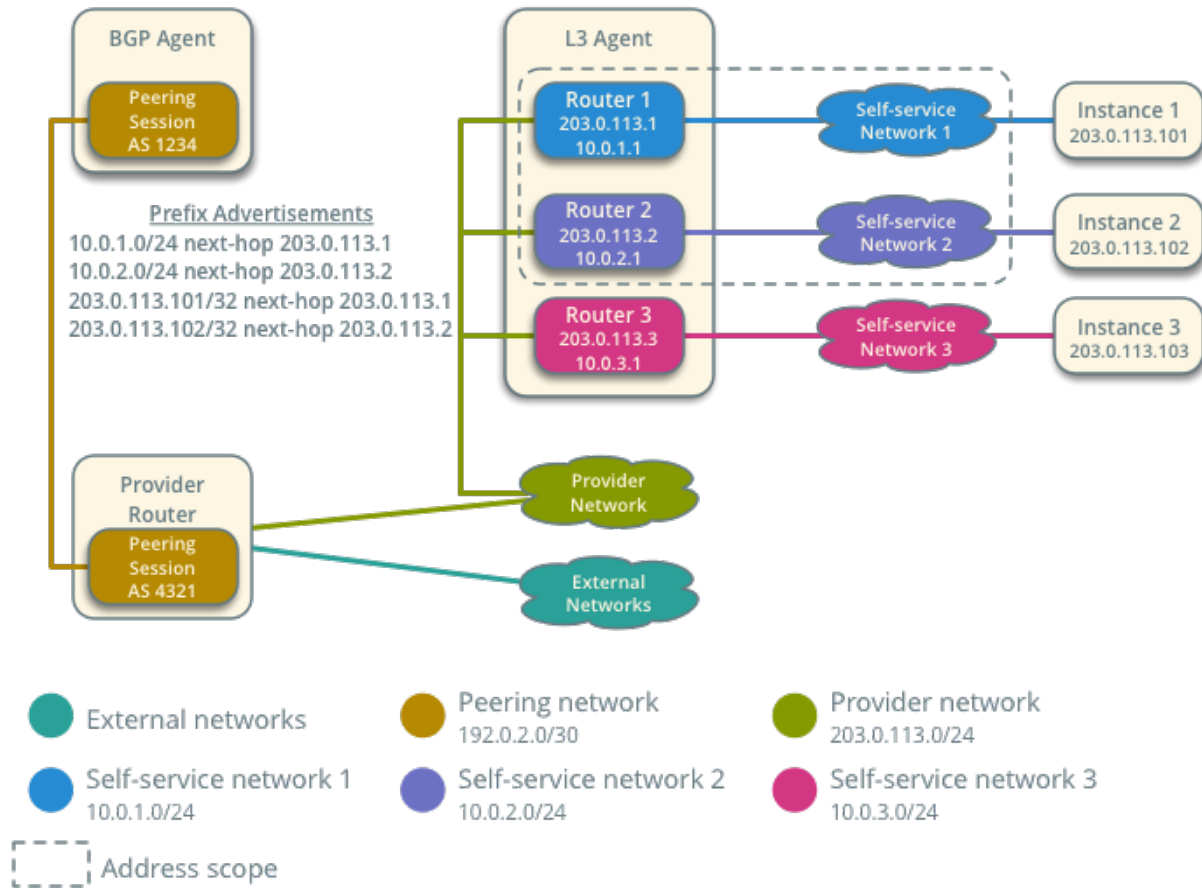 BGP Agent
Peering
Session
AS 1234
L3 Agent
Router 1
203.0.113.1
10.0.1.1
Self-service
Network 1
Instance 1
203.0.113.101
Prefix Advertisements
10.0.1.0/24 next-hop 203.0.113.1
10.0.2.0/24 next-hop 203.0.113.2
203.0.113.101/32 next-hop 203.0.113.1
203.0.113.102/32 next-hop 203.0.113.2
Router 2
203.0.113.2
10.0.2.1
Self-service
Network 2
Instance 2
203.0.113.102
Router 3
203.0.113.3
10.0.3.1
Self-service
Network 3
Instance 3
203.0.113.103
Provider
Router
Peering
Session
AS 4321
Provider
Network
External
Networks
External networks
Peering network
192.0.2.0/30
Provider network
203.0.113.0/24
Self-service network 1
10.0.1.0/24
Self-service network 2
10.0.2.0/24
Self-service network 3
10.0.3.0/24
Address scope